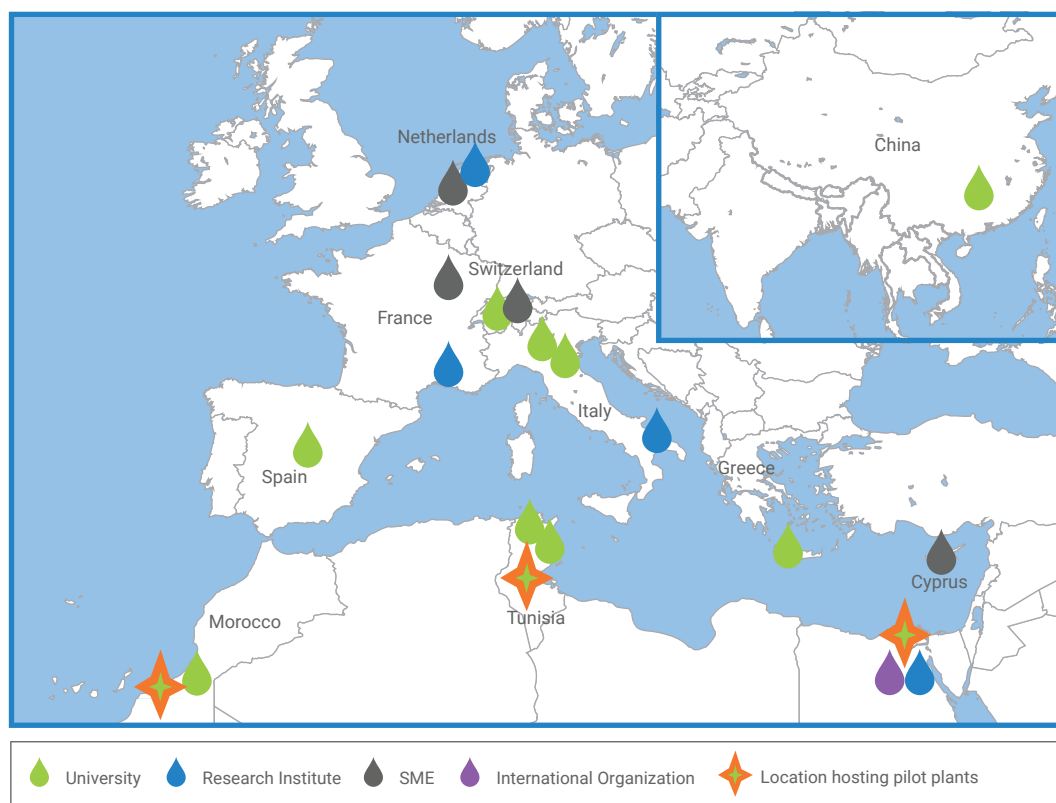 Netherlands
China
Switzerland
France
Italy
Greece
Spain
Cyprus
Tunisia
Morocco
University
Research Institute
SME
International Organization
Location hosting pilot plants